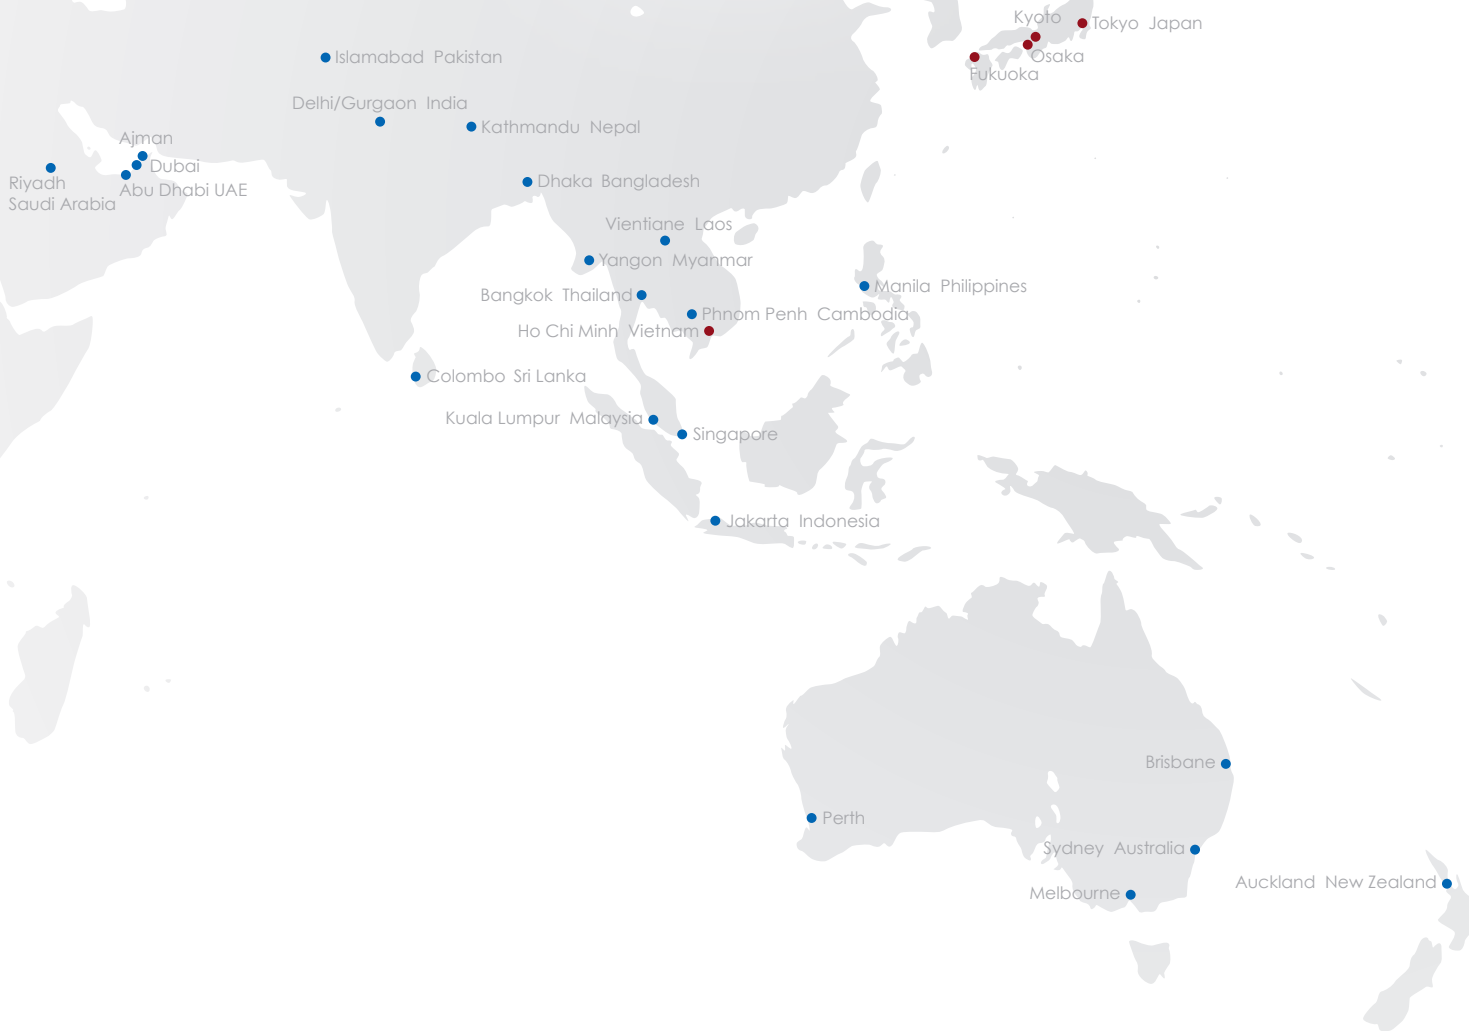 Kyoto
Tokyo Japan
Osaka
Fukuoka
Islamabad Pakistan
Delhi/Gurgaon India
Kathmandu Nepal
Ajman
Dubai
Abu Dhabi UAE
Riyadh
Saudi Arabia
Dhaka Bangladesh
Vientiane Laos
Yangon Myanmar
Bangkok Thailand
Manila Philippines
Phnom Penh Cambodia
Ho Chi Minh Vietnam
Colombo Sri Lanka
Kuala Lumpur Malaysia
Singapore
Jakarta Indonesia
Brisbane
Perth
Sydney Australia
Melbourne
Auckland New Zealand